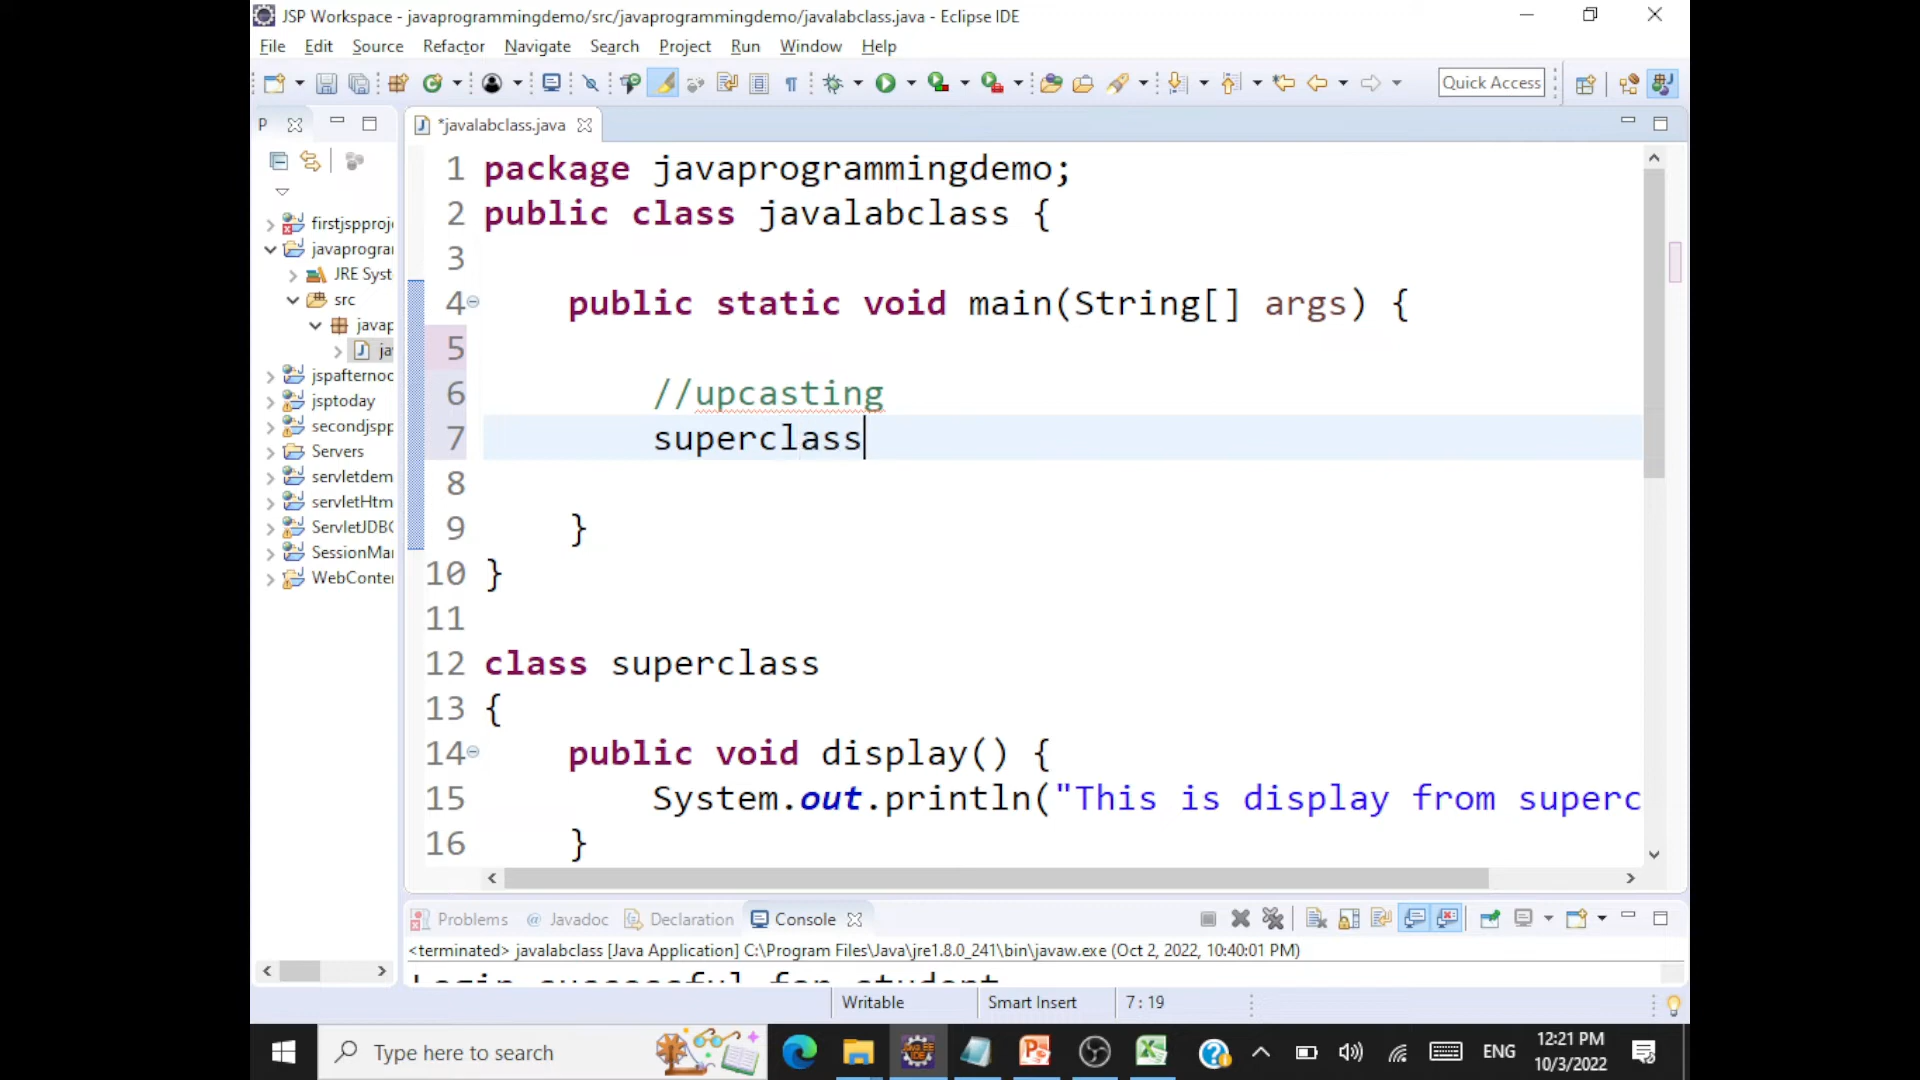 JSP Workspace - javaprogrammingdemo/src/javaprogrammingdemo/javalabclass.java - Eclipse IDE
File Edit Source Refactor Navigate Search Project Run Window Help
Quick Access
P
*javalabclass.java
firstjspproj
javaprogra
JRE Syst
src
javap
ja
jspafternoc
jsptoday
secondjspp
Servers
servletdem
servletHtm
ServletJDBC
SessionMa
WebConte
1 package javaprogrammingdemo;
2 public class javalabclass {
3
4 public static void main(String[] args) {
5
6 //upcasting
7 superclass
8
9 }
10 }
11
12 class superclass
13 {
14 public void display() {
15 System.out.println("This is display from superc
16 }
Problems @ Javadoc Declaration Console
<terminated> javalabclass [Java Application] C:\Program Files\Java\jre1.8.0_241\bin\javaw.exe (Oct 2, 2022, 10:40:01 PM)
Login successful for student
Writable Smart Insert 7 : 19
Type here to search
ENG
12:21 PM
10/3/2022